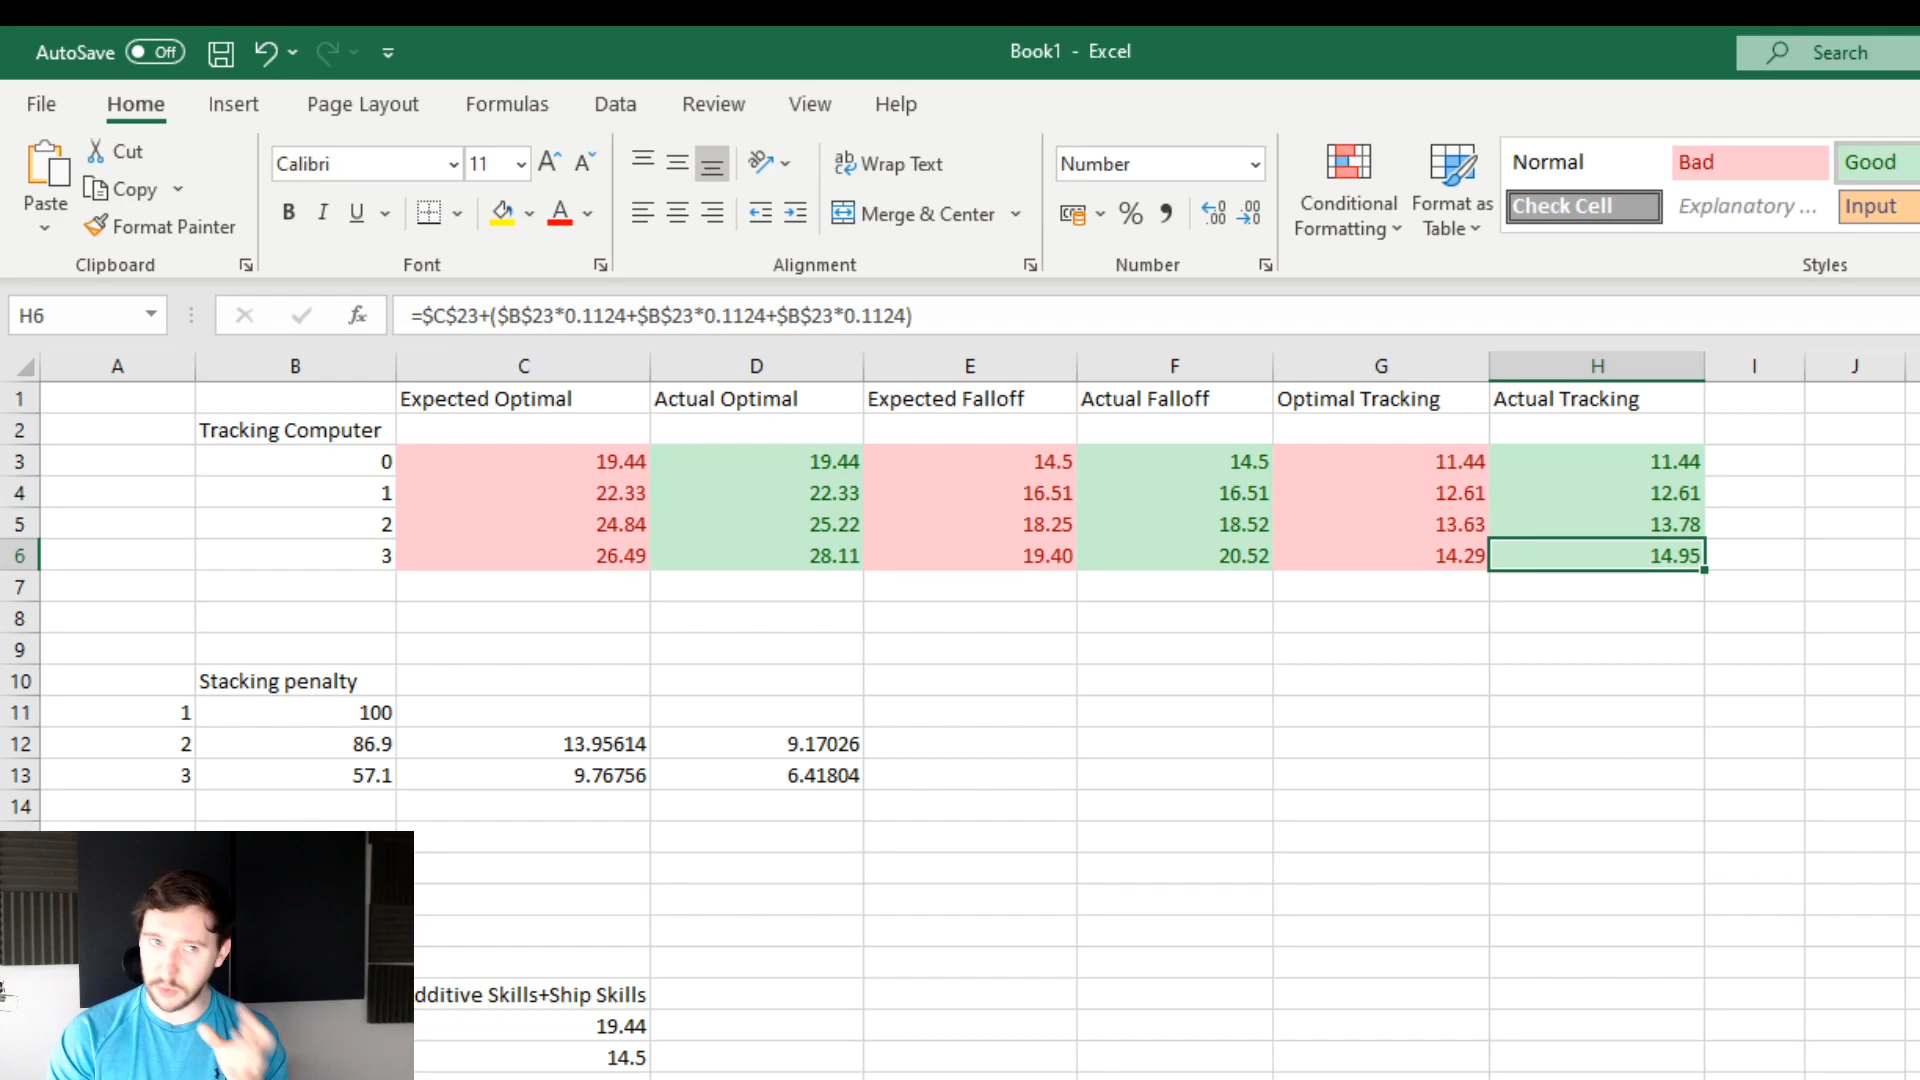 AutoSave Off Book1 - Excel Search
File Home Insert Page Layout Formulas Data Review View Help
Paste Cut Copy Format Painter
Calibri 11
B I U A
Wrap Text
Merge & Center
Number
Conditional Formatting
Format as Table
Normal Bad Good
Check Cell Explanatory ... Input
Clipboard Font Alignment Number Styles
H6 fx =$C$23+($B$23*0.1124+$B$23*0.1124+$B$23*0.1124)
A B C D E F G H I J
1 Expected Optimal Actual Optimal Expected Falloff Actual Falloff Optimal Tracking Actual Tracking
2 Tracking Computer
3 0 19.44 19.44 14.5 14.5 11.44 11.44
4 1 22.33 22.33 16.51 16.51 12.61 12.61
5 2 24.84 25.22 18.25 18.52 13.63 13.78
6 3 26.49 28.11 19.40 20.52 14.29 14.95
7
8
9
10 Stacking penalty
11 1 100
12 2 86.9 13.95614 9.17026
13 3 57.1 9.76756 6.41804
14
dditive Skills+Ship Skills
19.44
14.5